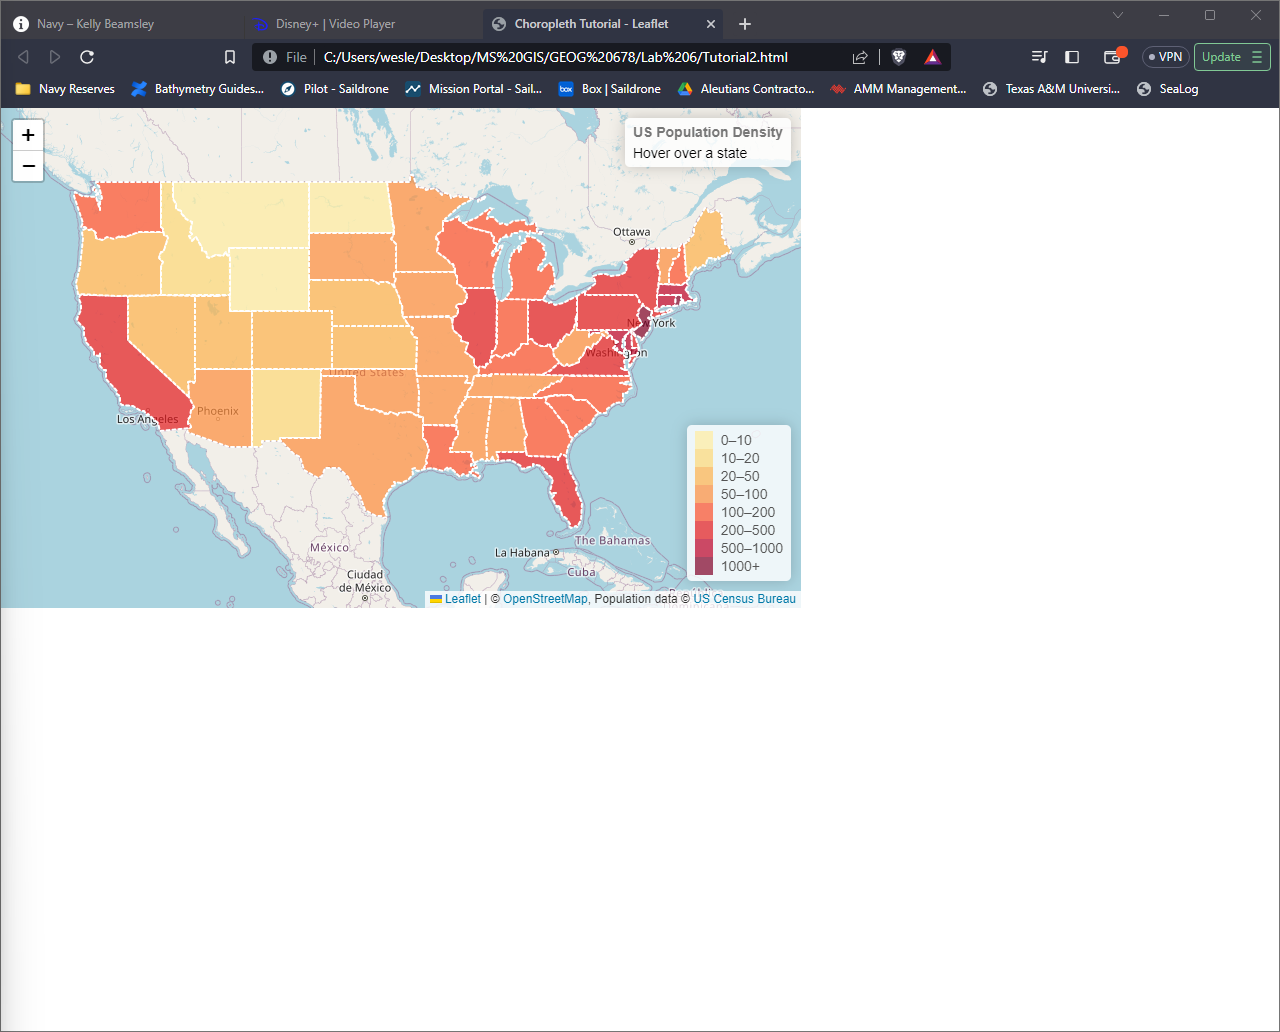 Navy – Kelly Beamsley
Disney+ | Video Player
Choropleth Tutorial - Leaflet
File
C:/Users/wesle/Desktop/MS%20GIS/GEOG%20678/Lab%206/Tutorial2.html
VPN
Update
Navy Reserves
Bathymetry Guides...
Pilot - Saildrone
Mission Portal - Sail...
box
Box | Saildrone
Aleutians Contracto...
AMM Management...
Texas A&M Universi...
SeaLog
+
−
US Population Density
Hover over a state
Ottawa
New York
Washington
United States
Phoenix
Los Angeles
México
Ciudad
de México
La Habana
The Bahamas
Cuba
0–10
10–20
20–50
50–100
100–200
200–500
500–1000
1000+
Leaflet | © OpenStreetMap, Population data © US Census Bureau